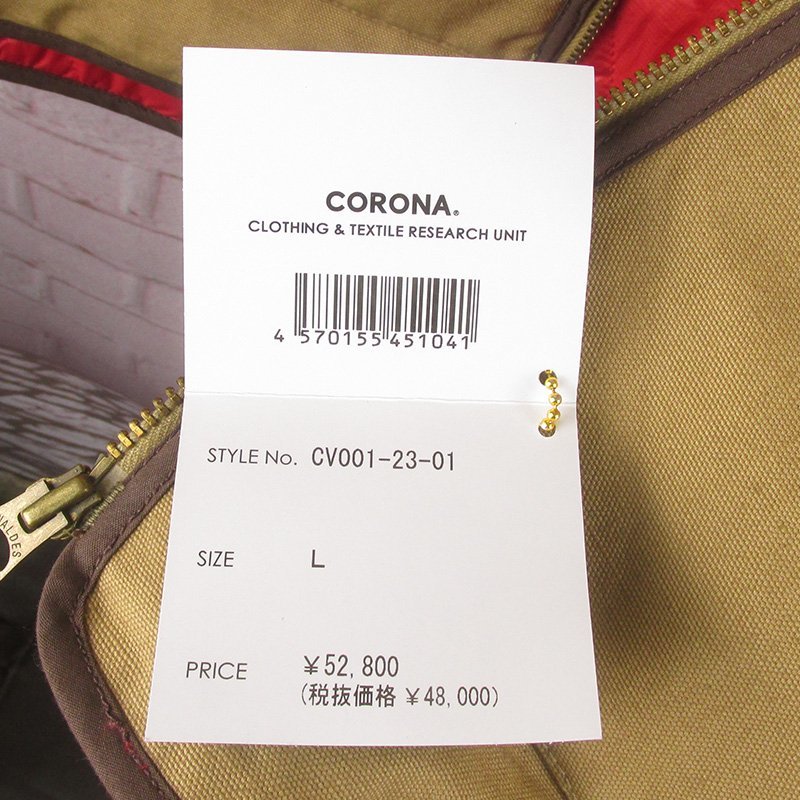 CORONA®
CLOTHING & TEXTILE RESEARCH UNIT
4 570155 451041
STYLE No. CV001-23-01
SIZE L
PRICE ￥52,800
(税抜価格 ￥48,000)
WALDES